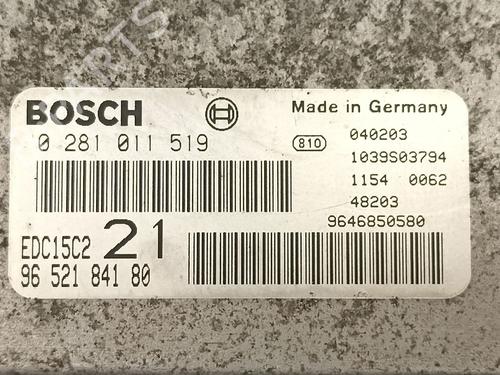 PARTS
BOSCH
Made in Germany
0 281 011 519
810
040203
1039S03794
1154 0062
48203
9646850580
EDC15C2 21
96 521 841 80